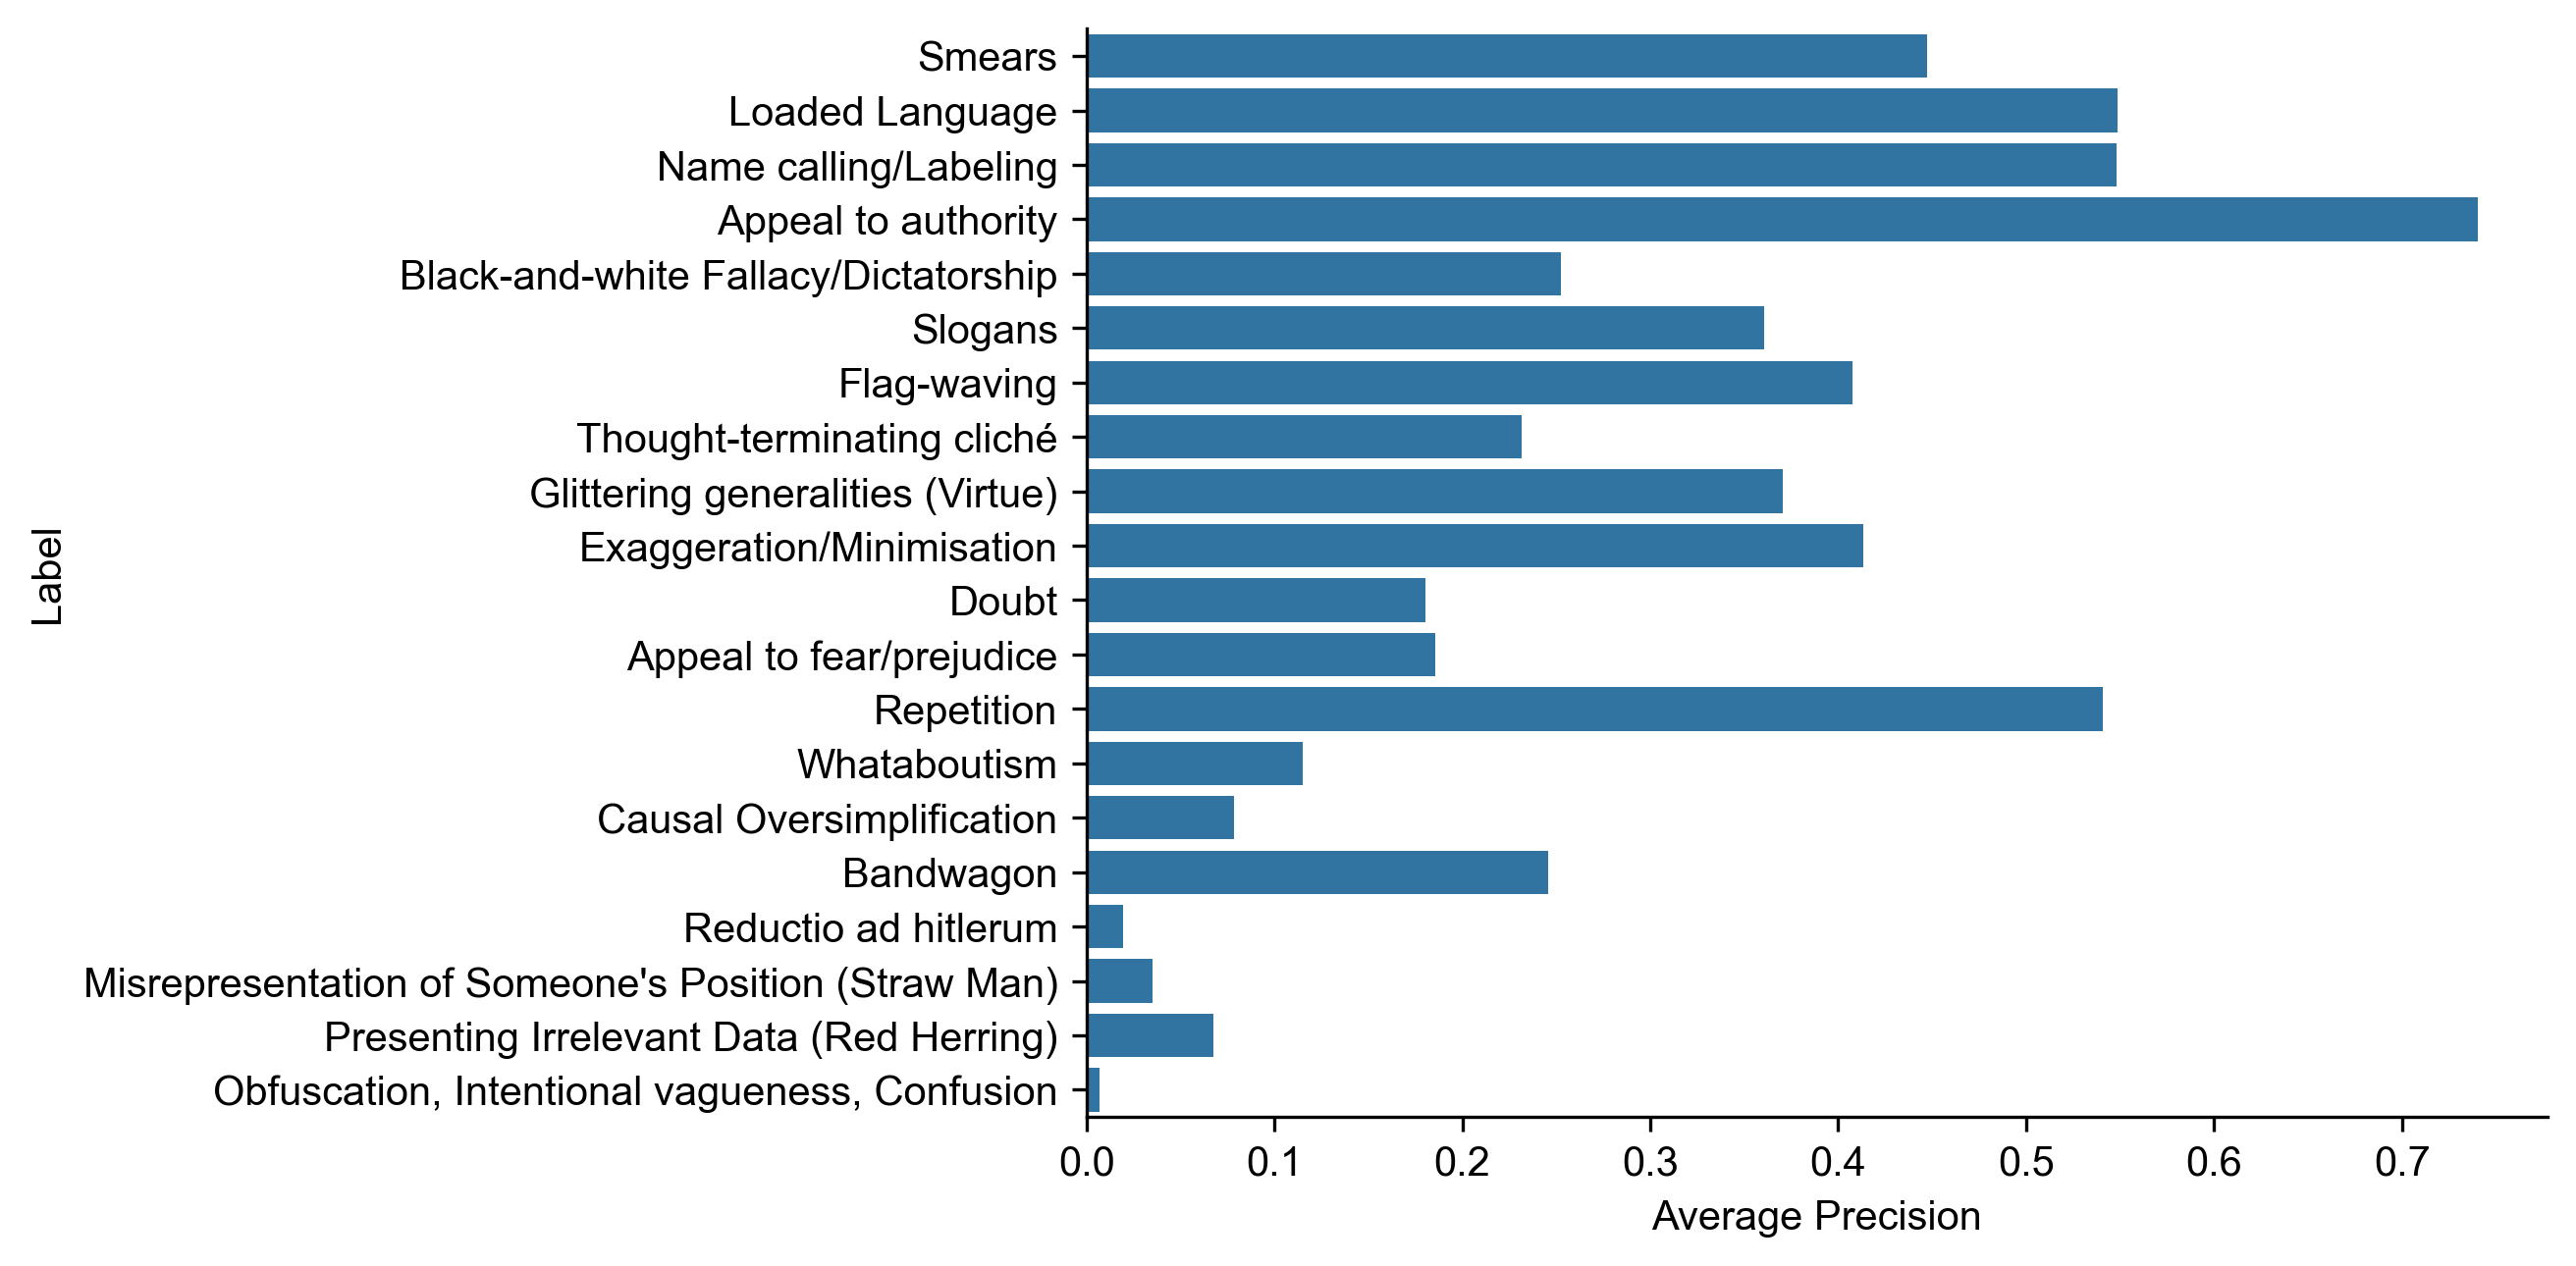 Smears
Loaded Language
Name calling/Labeling
Appeal to authority
Black-and-white Fallacy/Dictatorship
Slogans
Flag-waving
Thought-terminating cliché
Glittering generalities (Virtue)
Exaggeration/Minimisation
Doubt
Appeal to fear/prejudice
Repetition
Whataboutism
Causal Oversimplification
Bandwagon
Reductio ad hitlerum
Misrepresentation of Someone's Position (Straw Man)
Presenting Irrelevant Data (Red Herring)
Obfuscation, Intentional vagueness, Confusion
Label
0.0 0.1 0.2 0.3 0.4 0.5 0.6 0.7
Average Precision